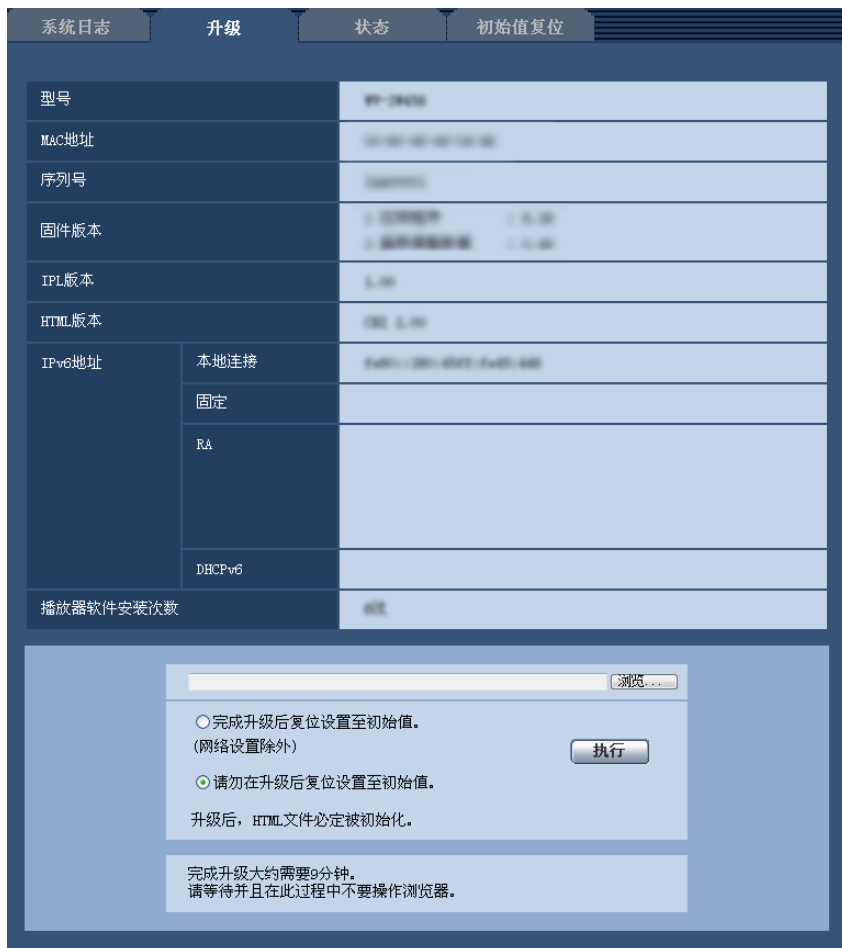 系统日志
升级
状态
初始值复位
型号
MAC地址
序列号
固件版本
IPL版本
HTML版本
IPv6地址
本地连接
固定
RA
DHCPv6
播放器软件安装次数
浏览...
完成升级后复位设置至初始值。
(网络设置除外)
执行
请勿在升级后复位设置至初始值。
升级后，HTML文件必定被初始化。
完成升级大约需要9分钟。
请等待并且在此过程中不要操作浏览器。